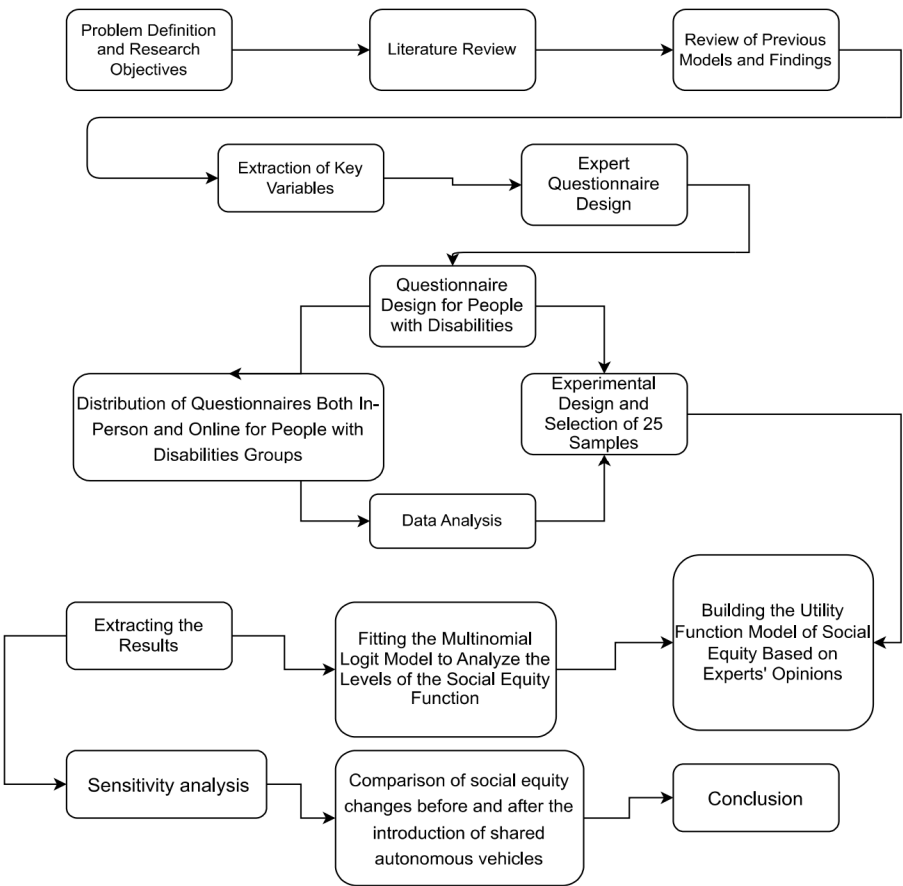 Problem Definition
and Research
Objectives
Literature Review
Review of Previous
Models and Findings
Extraction of Key
Variables
Expert
Questionnaire
Design
Questionnaire
Design for People
with Disabilities
Distribution of Questionnaires Both In-
Person and Online for People with
Disabilities Groups
Experimental
Design and
Selection of 25
Samples
Data Analysis
Extracting the
Results
Fitting the Multinomial
Logit Model to Analyze the
Levels of the Social Equity
Function
Building the Utility
Function Model of Social
Equity Based on
Experts' Opinions
Sensitivity analysis
Comparison of social equity
changes before and after the
introduction of shared
autonomous vehicles
Conclusion